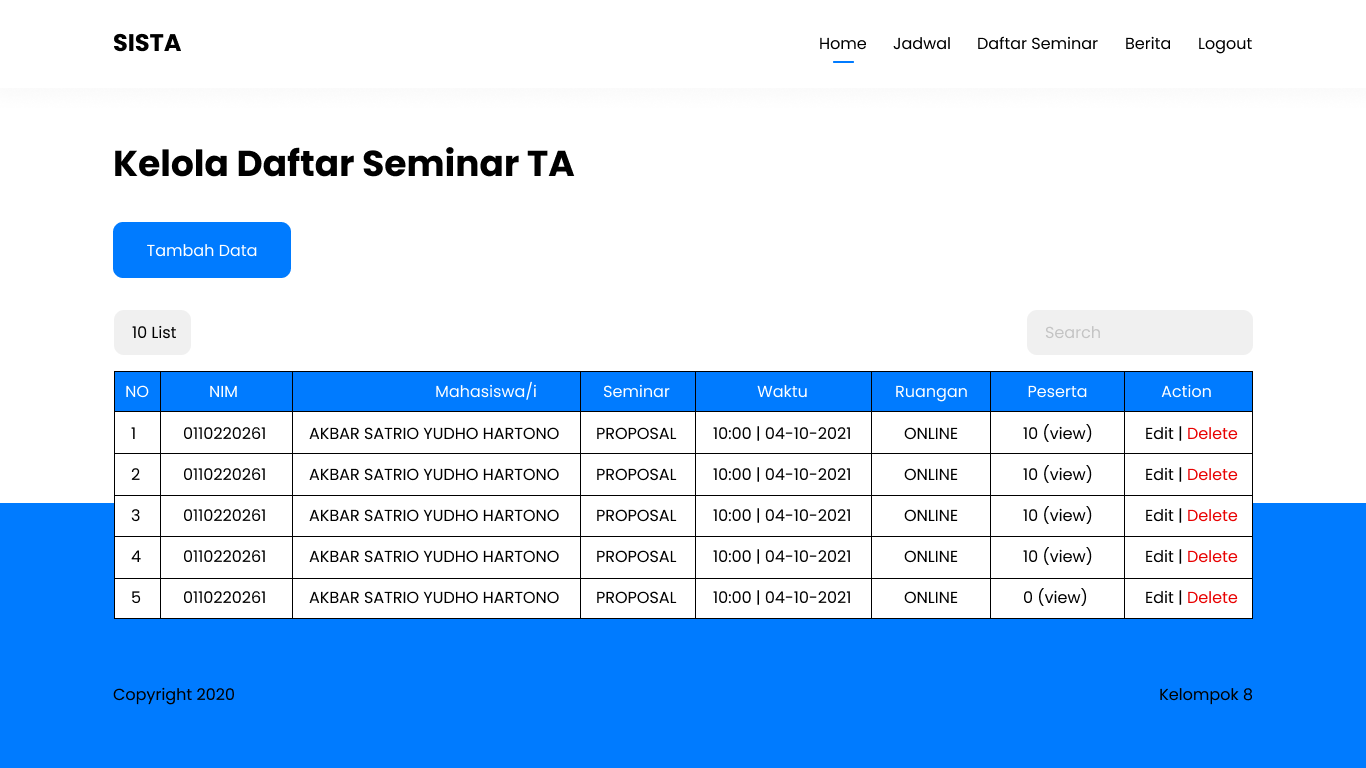 SISTA Home Jadwal Daftar Seminar Berita Logout
Kelola Daftar Seminar TA
Tambah Data
10 List Search
NO NIM Mahasiswa/i Seminar Waktu Ruangan Peserta Action
1 0110220261 AKBAR SATRIO YUDHO HARTONO PROPOSAL 10:00 | 04-10-2021 ONLINE 10 (view) Edit | Delete
2 0110220261 AKBAR SATRIO YUDHO HARTONO PROPOSAL 10:00 | 04-10-2021 ONLINE 10 (view) Edit | Delete
3 0110220261 AKBAR SATRIO YUDHO HARTONO PROPOSAL 10:00 | 04-10-2021 ONLINE 10 (view) Edit | Delete
4 0110220261 AKBAR SATRIO YUDHO HARTONO PROPOSAL 10:00 | 04-10-2021 ONLINE 10 (view) Edit | Delete
5 0110220261 AKBAR SATRIO YUDHO HARTONO PROPOSAL 10:00 | 04-10-2021 ONLINE 0 (view) Edit | Delete
Copyright 2020 Kelompok 8